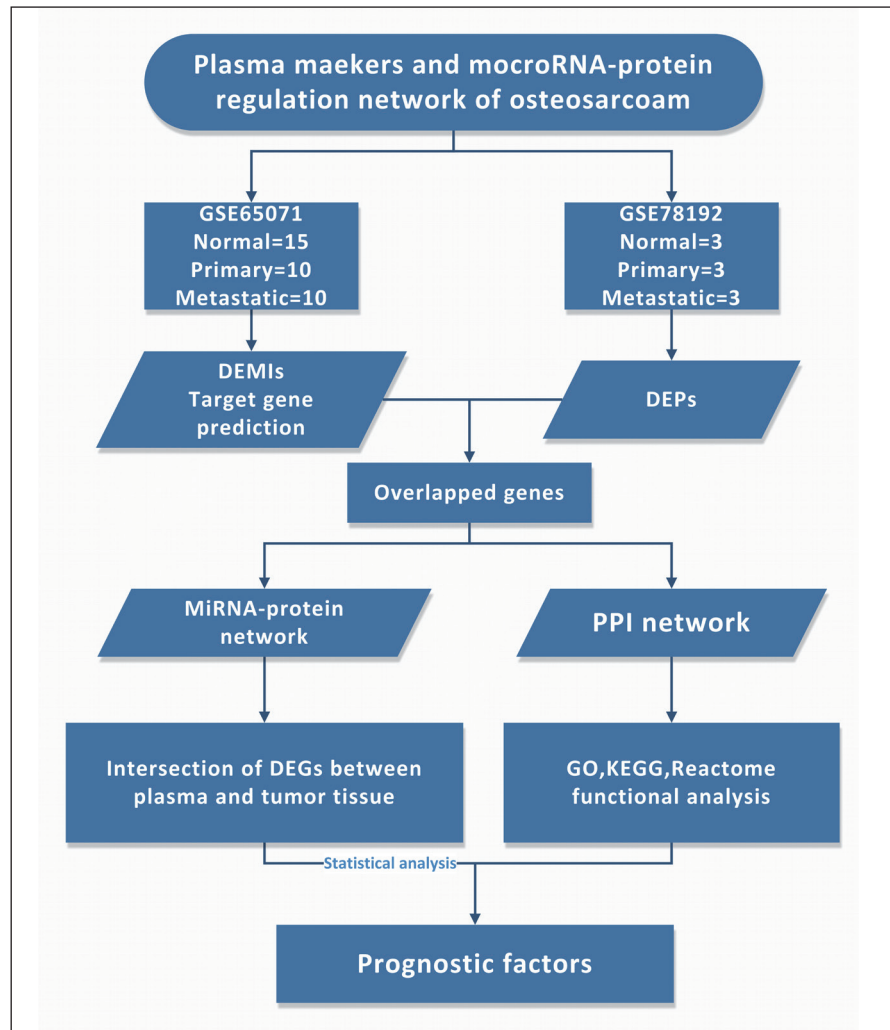 Plasma maekers and mocroRNA-protein
regulation network of osteosarcoam
GSE65071
Normal=15
Primary=10
Metastatic=10
GSE78192
Normal=3
Primary=3
Metastatic=3
DEMIs
Target gene
prediction
DEPs
Overlapped genes
MiRNA-protein
network
PPI network
Intersection of DEGs between
plasma and tumor tissue
GO,KEGG,Reactome
functional analysis
Statistical analysis
Prognostic factors